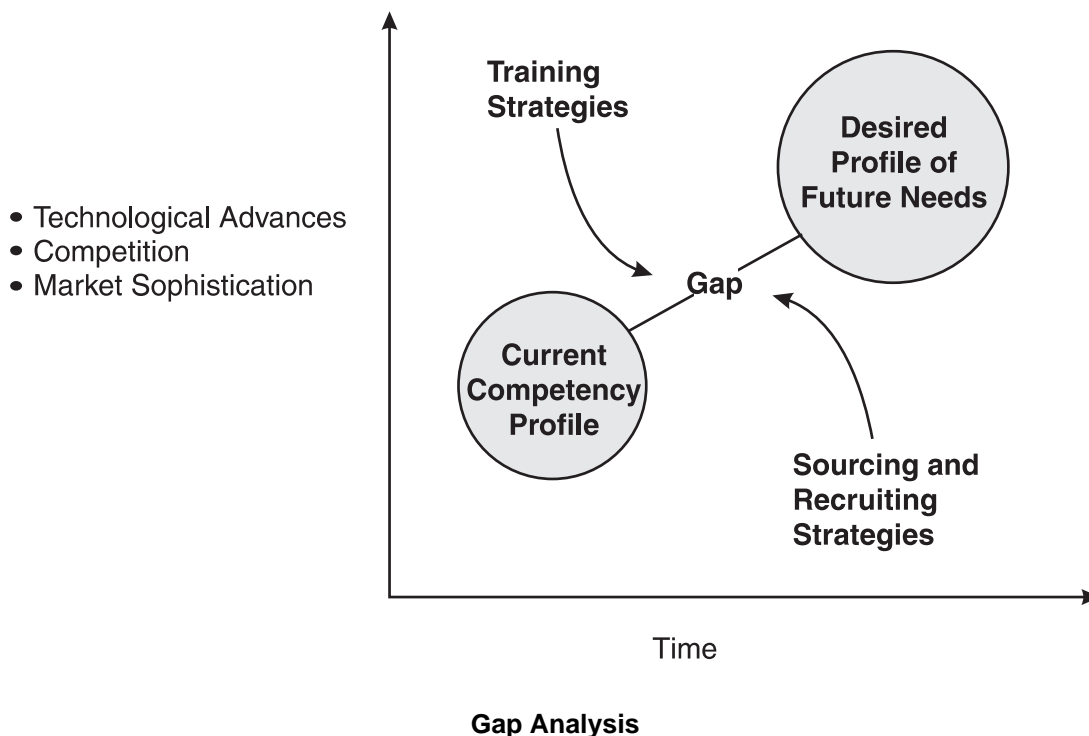 Training
Strategies
Desired
Profile of
Future Needs
• Technological Advances
• Competition
• Market Sophistication
Gap
Current
Competency
Profile
Sourcing and
Recruiting
Strategies
Time
Gap Analysis